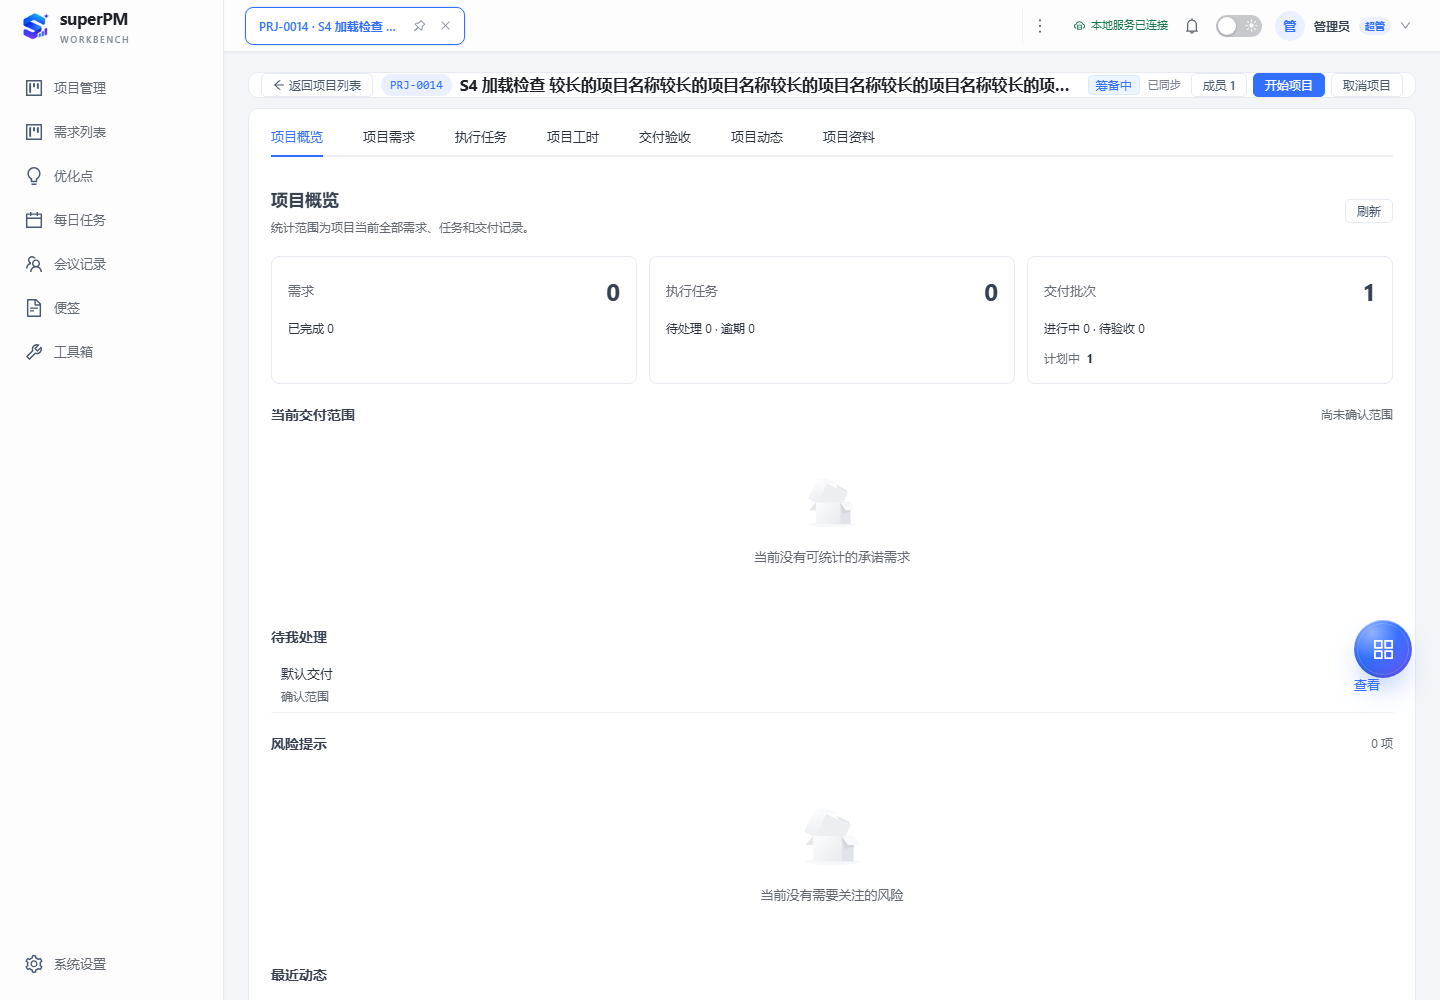 superPM
WORKBENCH
项目管理
需求列表
优化点
每日任务
会议记录
便签
工具箱
系统设置
PRJ-0014 · S4 加载检查 ...
本地服务已连接
管
管理员
超管
返回项目列表
PRJ-0014
S4 加载检查 较长的项目名称较长的项目名称较长的项目名称较长的项目名称较长的项...
筹备中
已同步
成员 1
开始项目
取消项目
项目概览
项目需求
执行任务
项目工时
交付验收
项目动态
项目资料
项目概览
统计范围为项目当前全部需求、任务和交付记录。
刷新
需求
0
已完成 0
执行任务
0
待处理 0 · 逾期 0
交付批次
1
进行中 0 · 待验收 0
计划中 1
当前交付范围
尚未确认范围
当前没有可统计的承诺需求
待我处理
默认交付
确认范围
查看
风险提示
0 项
当前没有需要关注的风险
最近动态